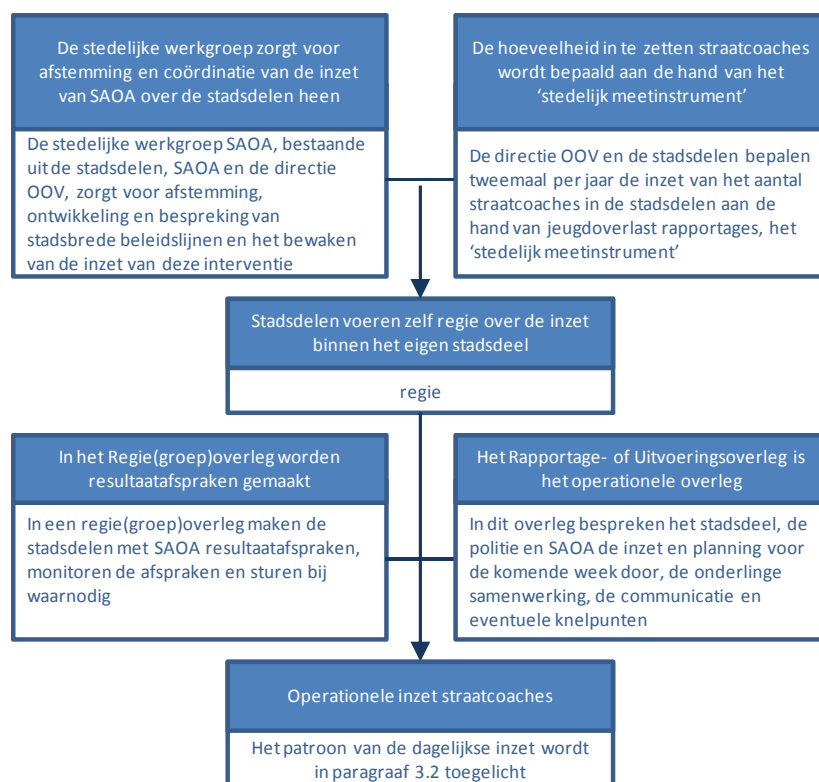 De stedelijke werkgroep zorgt voor
afstemming en coördinatie van de inzet
van SAOA over de stadsdelen heen
De stedelijke werkgroep SAOA, bestaande
uit de stadsdelen, SAOA en de directie
OOV, zorgt voor afstemming,
ontwikkeling en bespreking van
stadsbrede beleidslijnen en het bewaken
van de inzet van deze interventie
De hoeveelheid in te zetten straatcoaches
wordt bepaald aan de hand van het
‘stedelijk meetinstrument’
De directie OOV en de stadsdelen bepalen
tweemaal per jaar de inzet van het aantal
straatcoaches in de stadsdelen aan de
hand van jeugdoverlast rapportages, het
‘stedelijk meetinstrument’
Stadsdelen voeren zelf regie over de inzet
binnen het eigen stadsdeel
regie
In het Regie(groep)overleg worden
resultaatafspraken gemaakt
In een regie(groep)overleg maken de
stadsdelen met SAOA resultaatafspraken,
monitoren de afspraken en sturen bij
waarnodig
Het Rapportage- of Uitvoeringsoverleg is
het operationele overleg
In dit overleg bespreken het stadsdeel, de
politie en SAOA de inzet en planning voor
de komende week door, de onderlinge
samenwerking, de communicatie en
eventuele knelpunten
Operationele inzet straatcoaches
Het patroon van de dagelijkse inzet wordt
in paragraaf 3.2 toegelicht